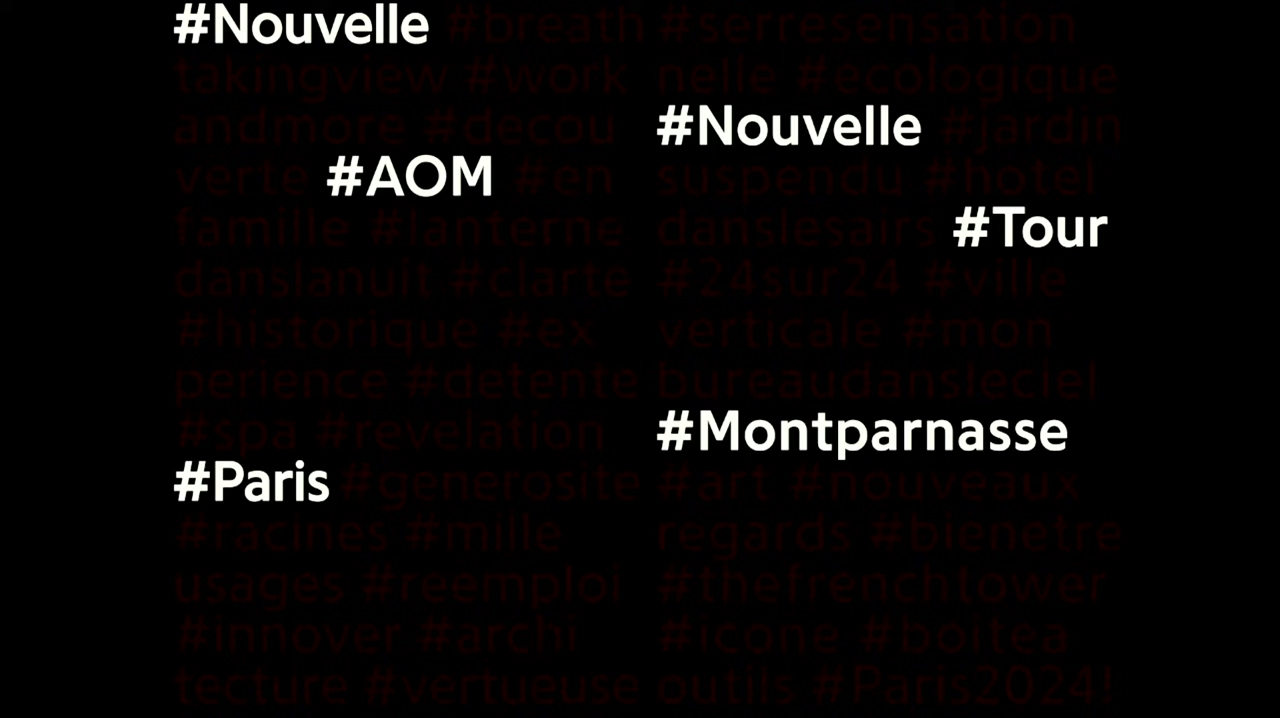 #Nouvelle #breath
takingview #work
andmore #decou
verte #AOM #en
famille #lanterne
danslanuit #clarte
#historique #ex
perience #detente
#spa #revelation
#Paris #generosite
#racines #mille
usages #reemploi
#innover #archi
tecture #vertueuse
#serresensation
nelle #ecologique
#Nouvelle #jardin
suspendu #hotel
danslesairs #Tour
#24sur24 #ville
verticale #mon
bureaudansleciel
#Montparnasse
#art #nouveaux
regards #bienetre
#thefrenchtower
#icone #boitea
outils #Paris2024!